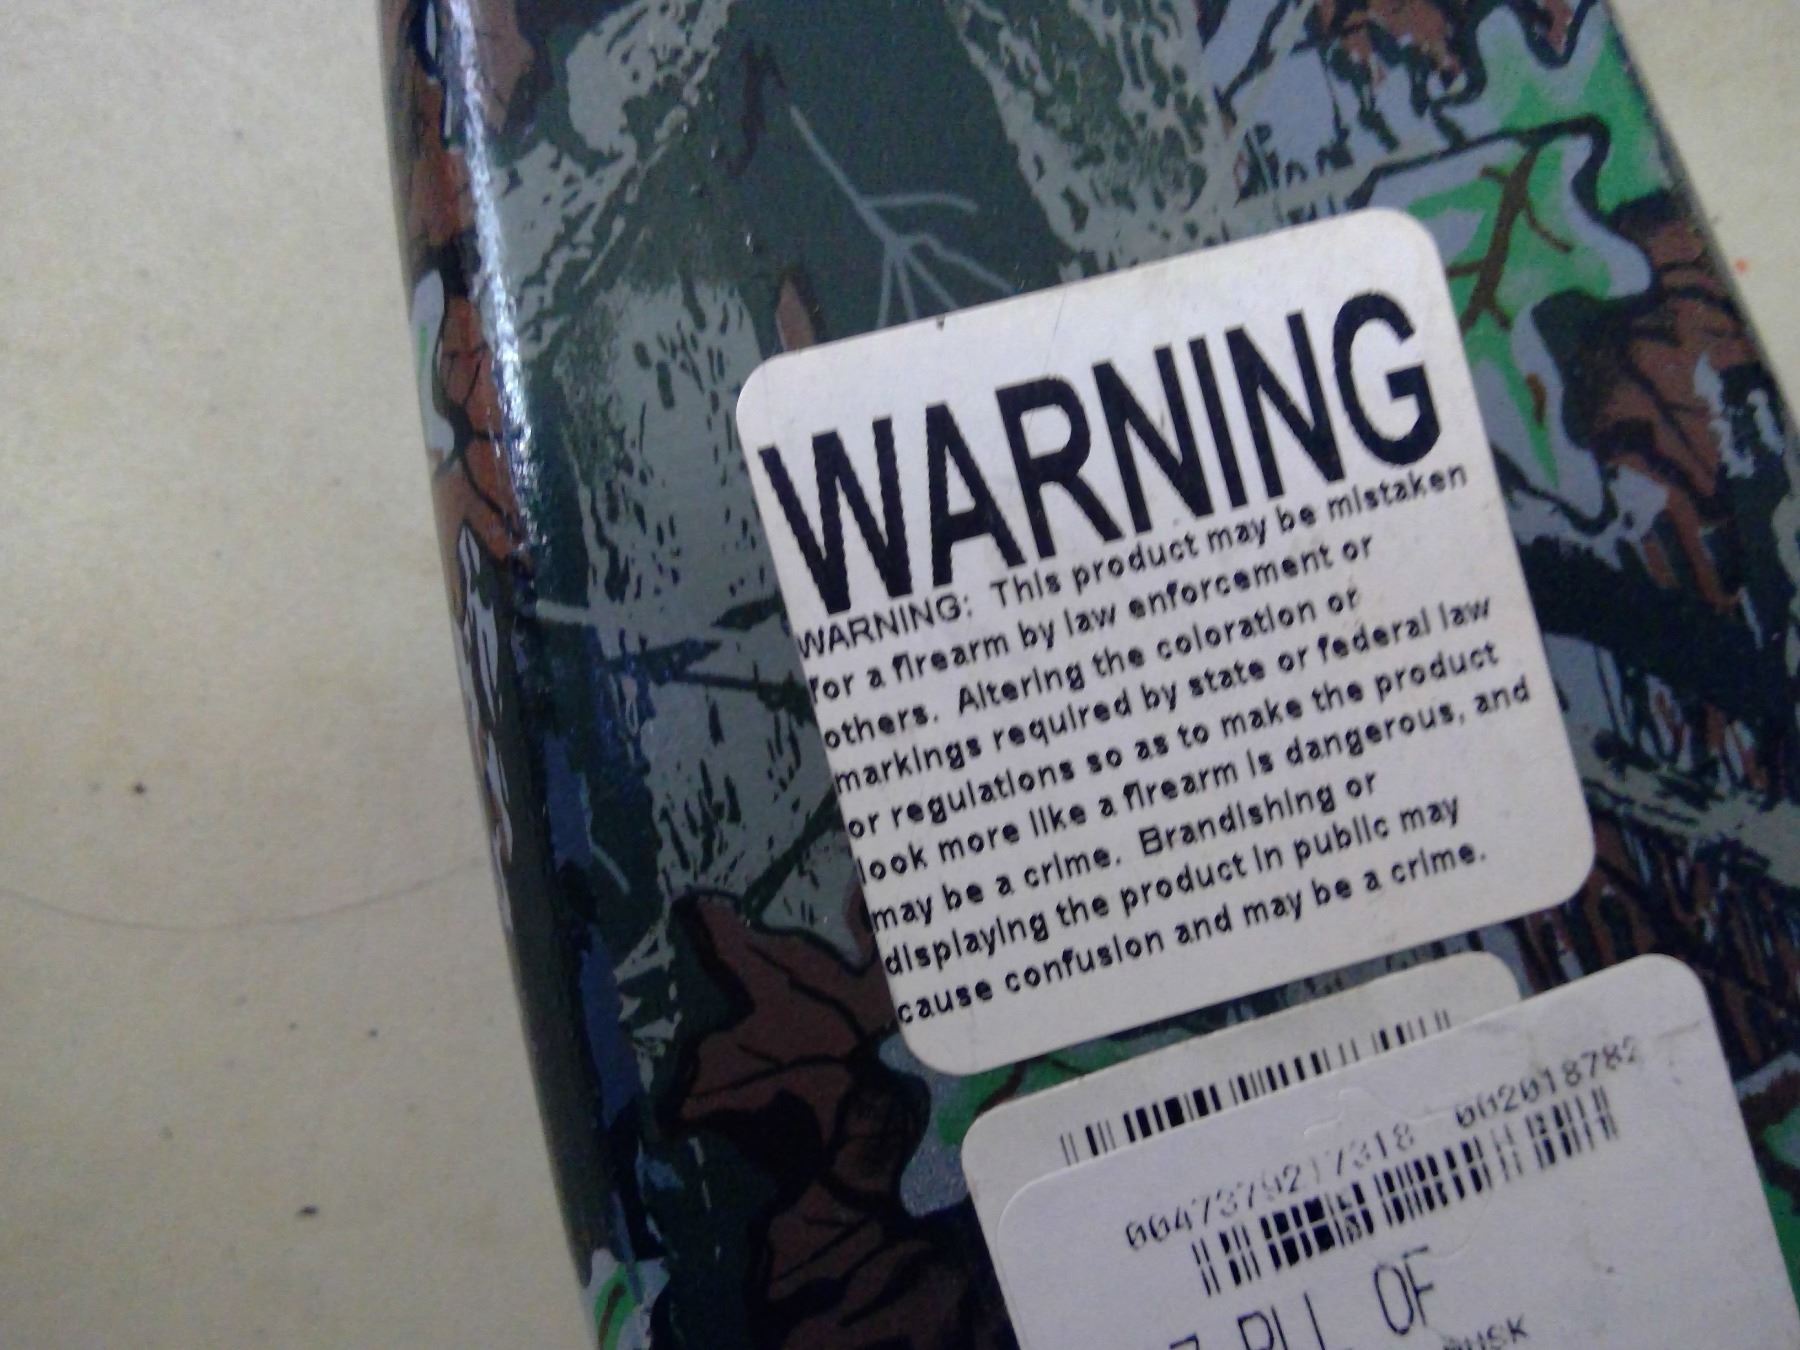 WARNING
WARNING: This product may be mistaken
for a firearm by law enforcement or
others. Altering the coloration or
markings required by state or federal law
or regulations so as to make the product
look more like a firearm is dangerous, and
may be a crime. Brandishing or
displaying the product in public may
cause confusion and may be a crime.
0047379217318 002018782
OF